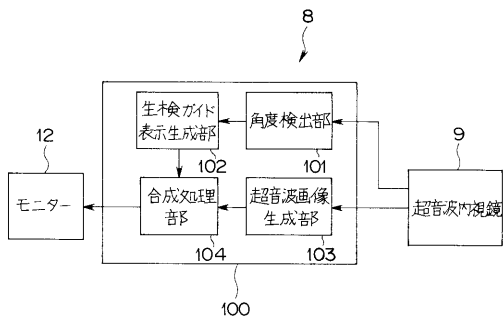 8
生検ガイド
表示生成部
102
角度検出部
101
12
モニター
合成処理
部
104
超音波画像
生成部
103
9
超音波内視鏡
100